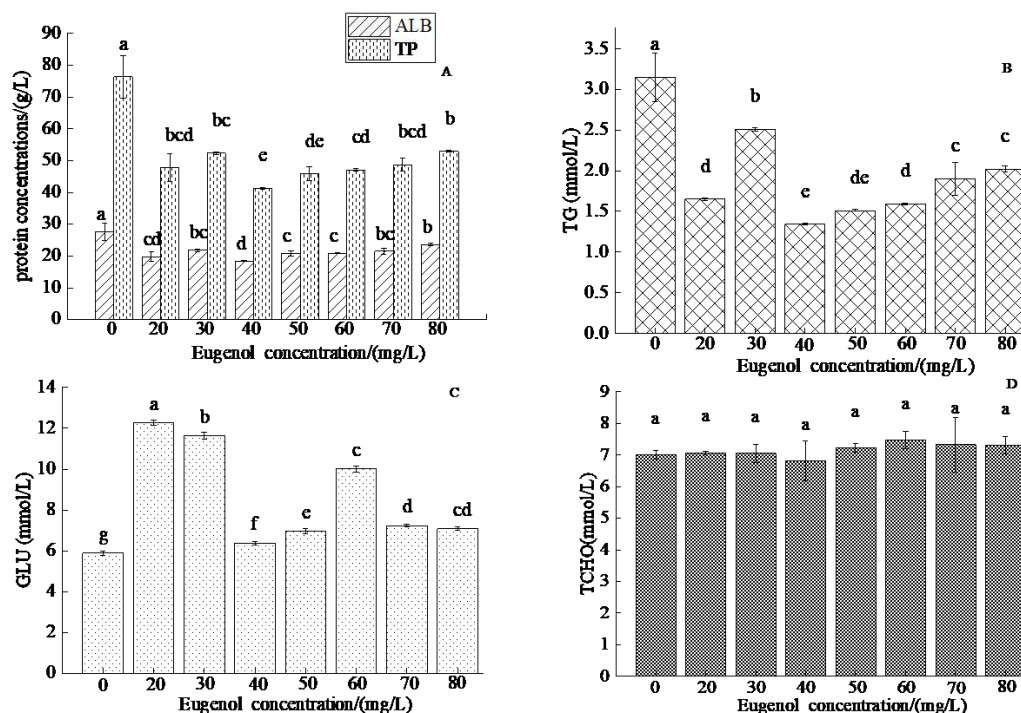 ALB
TP
A
90
80
70
60
50
40
30
20
10
0
protein concentrations/(g/L)
a a cd bcd bc bc d e c de c cd bc bcd b b
0 20 30 40 50 60 70 80
Eugenol concentration/(mg/L)
B
3.5
3.0
2.5
2.0
1.5
1.0
0.5
0.0
TG (mmol/L)
a d b e de d c c
0 20 30 40 50 60 70 80
Eugenol concentration/(mg/L)
C
14
12
10
8
6
4
2
0
GLU (mmol/L)
g a b f e c d cd
0 20 30 40 50 60 70 80
Eugenol concentration/(mg/L)
D
9
8
7
6
5
4
3
2
1
0
TCHO(mmol/L)
a a a a a a a a
0 20 30 40 50 60 70 80
Eugenol concentration/(mg/L)